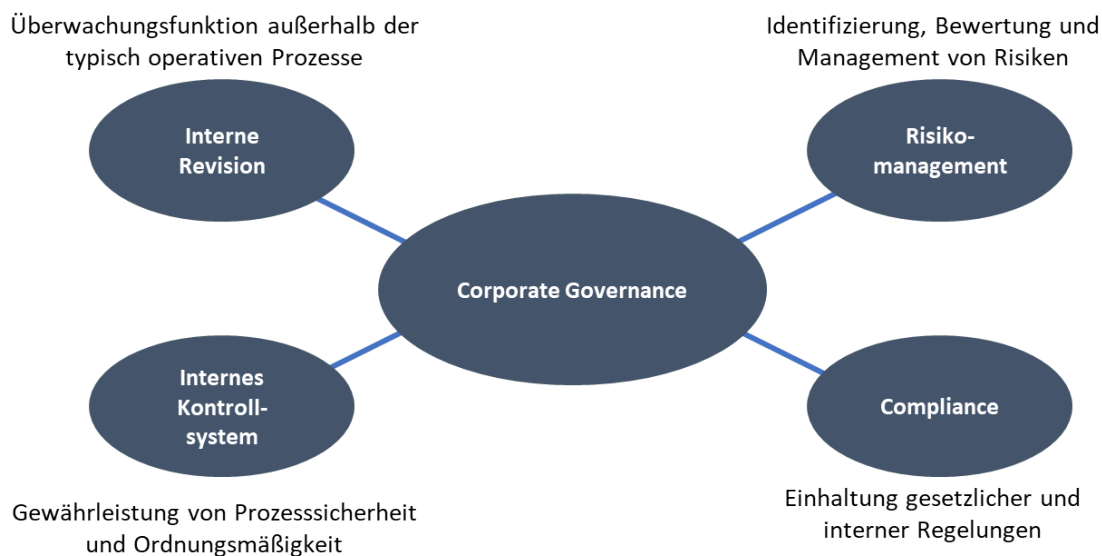 Überwachungsfunktion außerhalb der
typisch operativen Prozesse
Interne
Revision
Identifizierung, Bewertung und
Management von Risiken
Risiko-
management
Corporate Governance
Internes
Kontroll-
system
Gewährleistung von Prozesssicherheit
und Ordnungsmäßigkeit
Compliance
Einhaltung gesetzlicher und
interner Regelungen